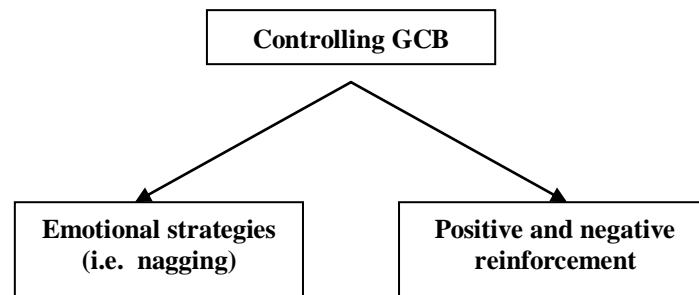 Controlling GCB
Emotional strategies
(i.e.  nagging)
Positive and negative
reinforcement